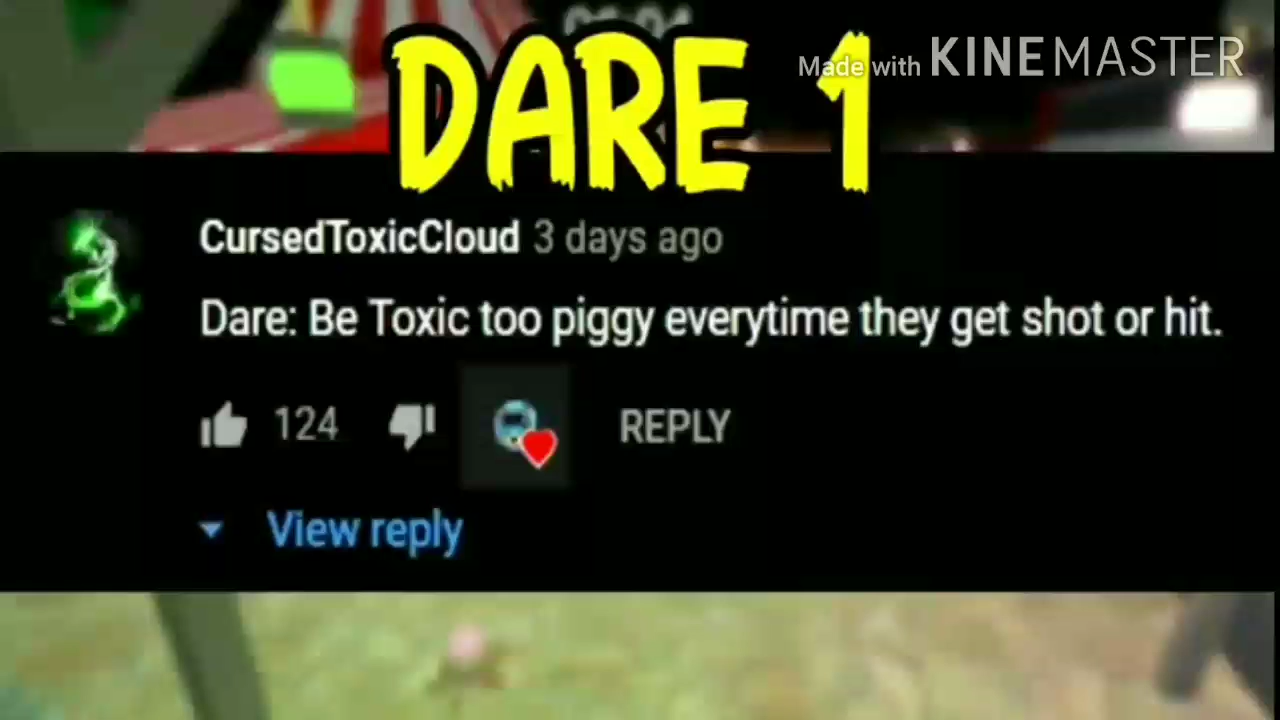 DARE 1
Made with KINEMASTER
CursedToxicCloud 3 days ago
Dare: Be Toxic too piggy everytime they get shot or hit.
124 REPLY
View reply